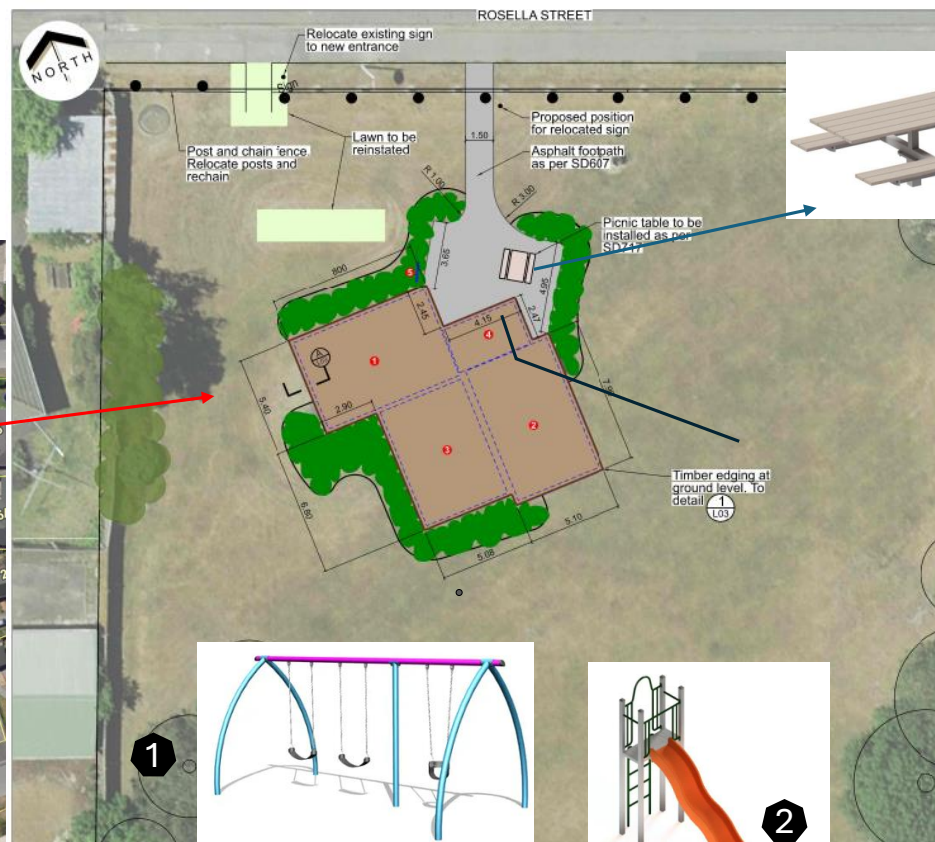 ROSELLA STREET
NORTH
Relocate existing sign
to new entrance
Sign
Proposed position
for relocated sign
Lawn to be
reinstated
Post and chain fence.
Relocate posts and
rechain
1.50
Asphalt footpath
as per SD607
R 1.00
R 3.00
Picnic table to be
installed as per
SD717
3.65
4.95
.800
5
2.45
4.15
2.47
4
1
2.90
5.40
2
3
6.80
Timber edging at
ground level. To
detail
1
L03
5.10
5.08
1
2